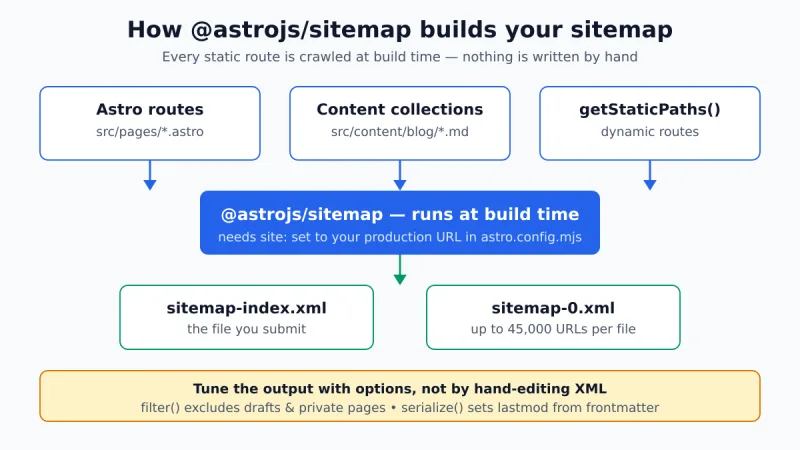 How @astrojs/sitemap builds your sitemap
Every static route is crawled at build time — nothing is written by hand
Astro routes
src/pages/*.astro
Content collections
src/content/blog/*.md
getStaticPaths()
dynamic routes
@astrojs/sitemap — runs at build time
needs site: set to your production URL in astro.config.mjs
sitemap-index.xml
the file you submit
sitemap-0.xml
up to 45,000 URLs per file
Tune the output with options, not by hand-editing XML
filter() excludes drafts & private pages • serialize() sets lastmod from frontmatter